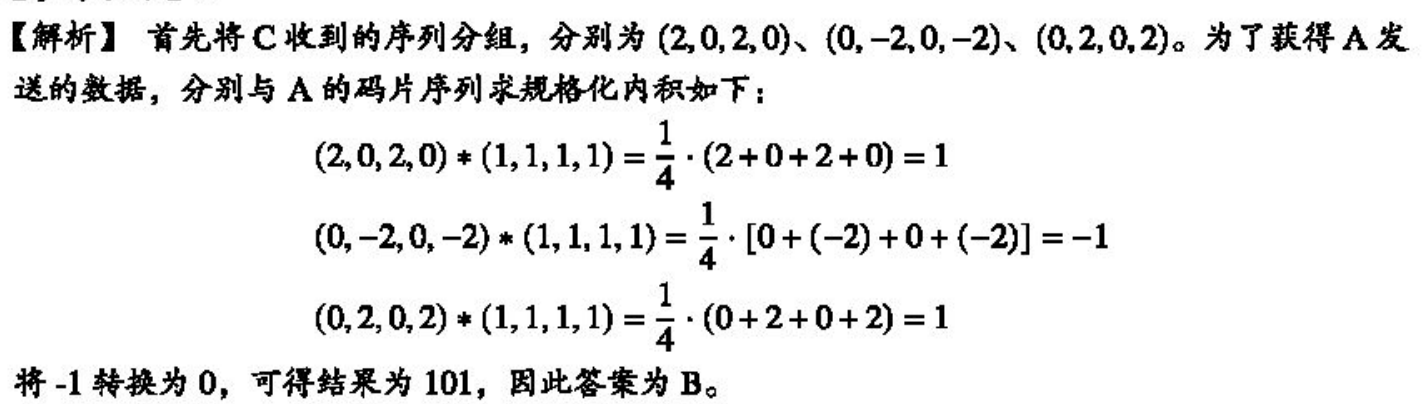 【解析】 首先将 C 收到的序列分组，分别为 (2,0,2,0)、(0,–2,0,–2)、(0,2,0,2)。为了获得 A 发
送的数据，分别与 A 的码片序列求规格化内积如下：
(2,0,2,0)*(1,1,1,1)=\frac{1}{4}·(2+0+2+0)=1
(0,–2,0,–2)*(1,1,1,1)=\frac{1}{4}·[0+(–2)+0+(–2)]=–1
(0,2,0,2)*(1,1,1,1)=\frac{1}{4}·(0+2+0+2)=1
将 -1 转换为 0，可得结果为 101，因此答案为 B。